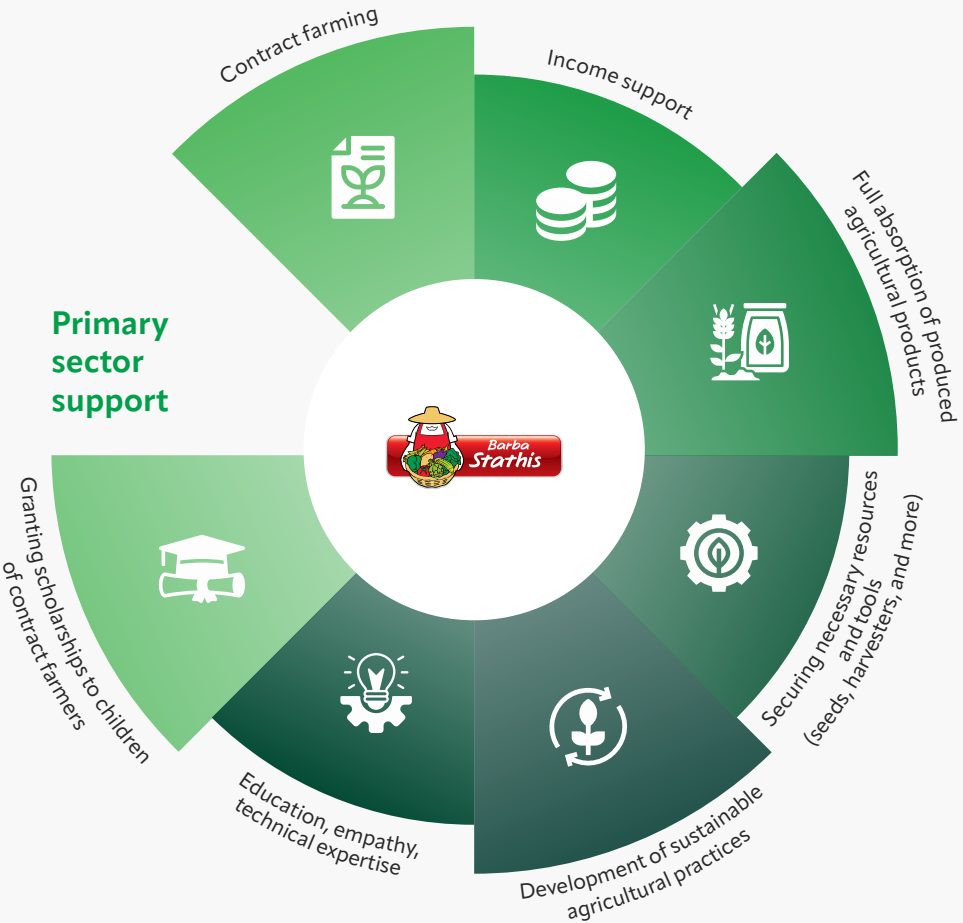 Contract farming
Income support
Full absorption of produced
agricultural products
Primary
sector
support
Barba
Stathis
Securing necessary resources
and tools
(seeds, harvesters, and more)
Development of sustainable
agricultural practices
Education, empathy,
technical expertise
Granting scholarships to children
of contract farmers